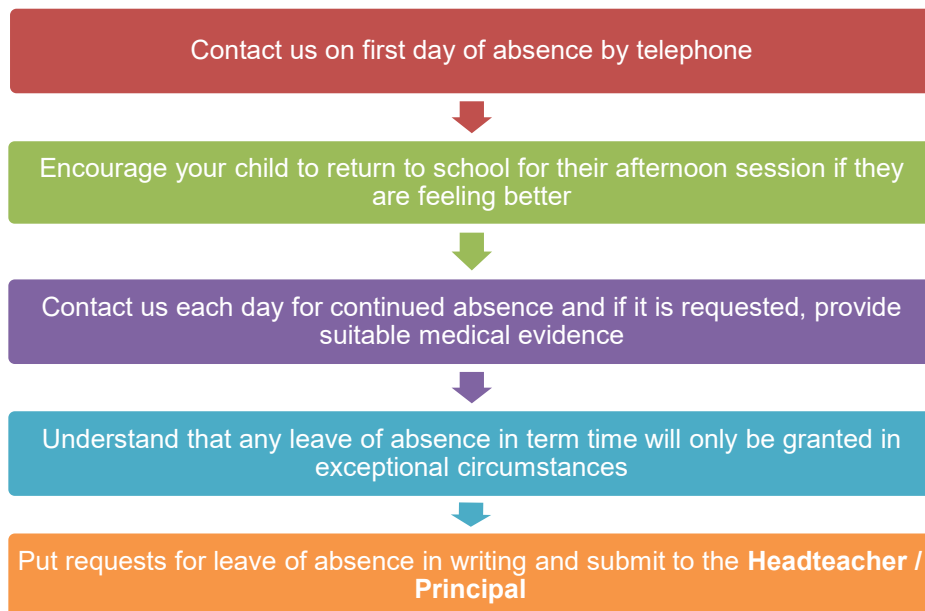 Contact us on first day of absence by telephone
Encourage your child to return to school for their afternoon session if they
are feeling better
Contact us each day for continued absence and if it is requested, provide
suitable medical evidence
Understand that any leave of absence in term time will only be granted in
exceptional circumstances
Put requests for leave of absence in writing and submit to the Headteacher /
Principal